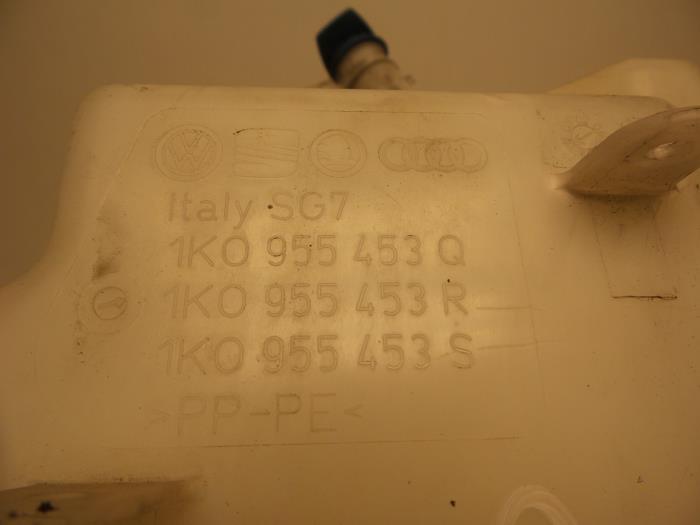 Italy SG7
1K0 955 453 Q
1K0 955 453 R
1K0 955 453 S
>PP-PE<